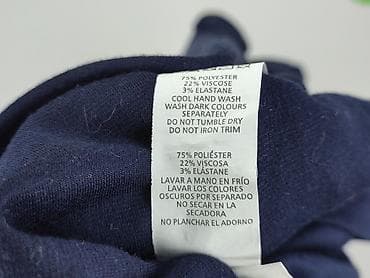 75% POLYESTER
22% VISCOSE
3% ELASTANE
COOL HAND WASH
WASH DARK COLOURS
SEPARATELY
DO NOT TUMBLE DRY
DO NOT IRON TRIM
75% POLIÉSTER
22% VISCOSA
3% ELASTANE
LAVAR A MANO EN FRÍO
LAVAR LOS COLORES
OSCUROS POR SEPARADO
NO SECAR EN LA
SECADORA
NO PLANCHAR EL ADORNO